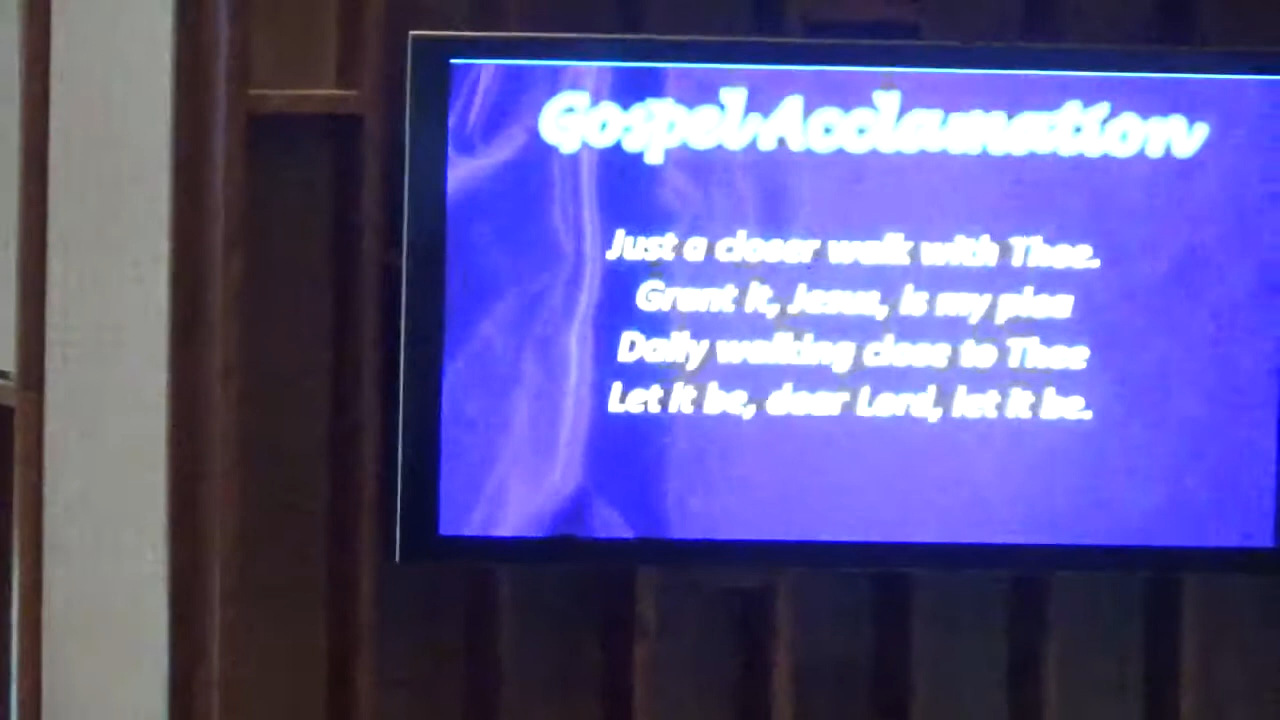 Gospel Acclamation
Just a closer walk with Thee.
Grant it, Jesus, is my plea
Daily walking close to Thee
Let it be, dear Lord, let it be.